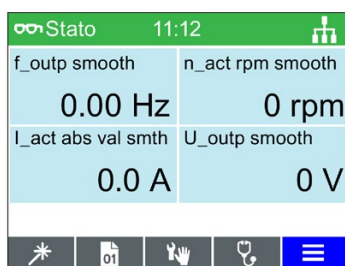 Stato 11:12
f_outp smooth n_act rpm smooth
0.00 Hz 0 rpm
I_act abs val smth U_outp smooth
0.0 A 0 V
01